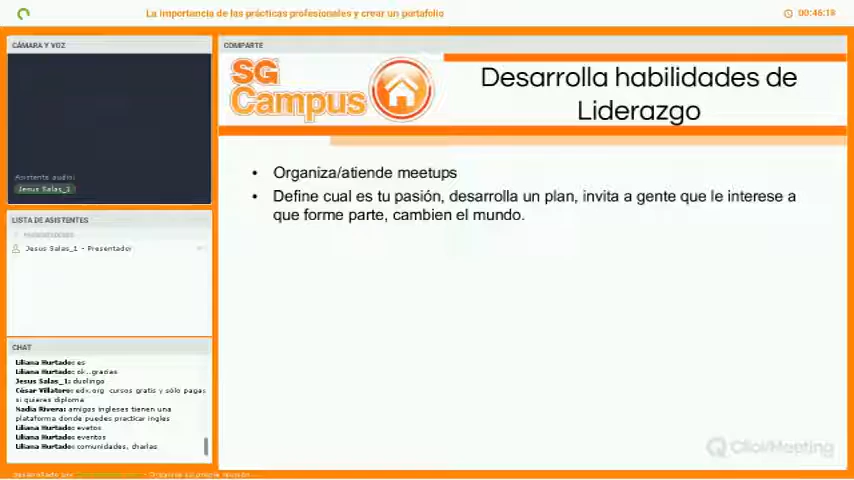 La importancia de las prácticas profesionales y crear un portafolio
00:46:18
CÁMARA Y VOZ
Asistente audio:
Jesus Salas_1
LISTA DE ASISTENTES
Jesus Salas_1 - Presentador
CHAT
Liliana Hurtado: es
Liliana Hurtado: ok..gracias
Jesus Salas_1: duolingo
César Villatoro: edx.org cursos gratis y sólo pagas
si quieres diploma
Nadia Rivera: amigos ingleses tienen una
plataforma donde puedes practicar ingles
Liliana Hurtado: evetos
Liliana Hurtado: eventos
Liliana Hurtado: comunidades, charlas
COMPARTE
SG
Campus
Desarrolla habilidades de
Liderazgo
• Organiza/atiende meetups
• Define cual es tu pasión, desarrolla un plan, invita a gente que le interese a
que forme parte, cambien el mundo.
ClickMeeting